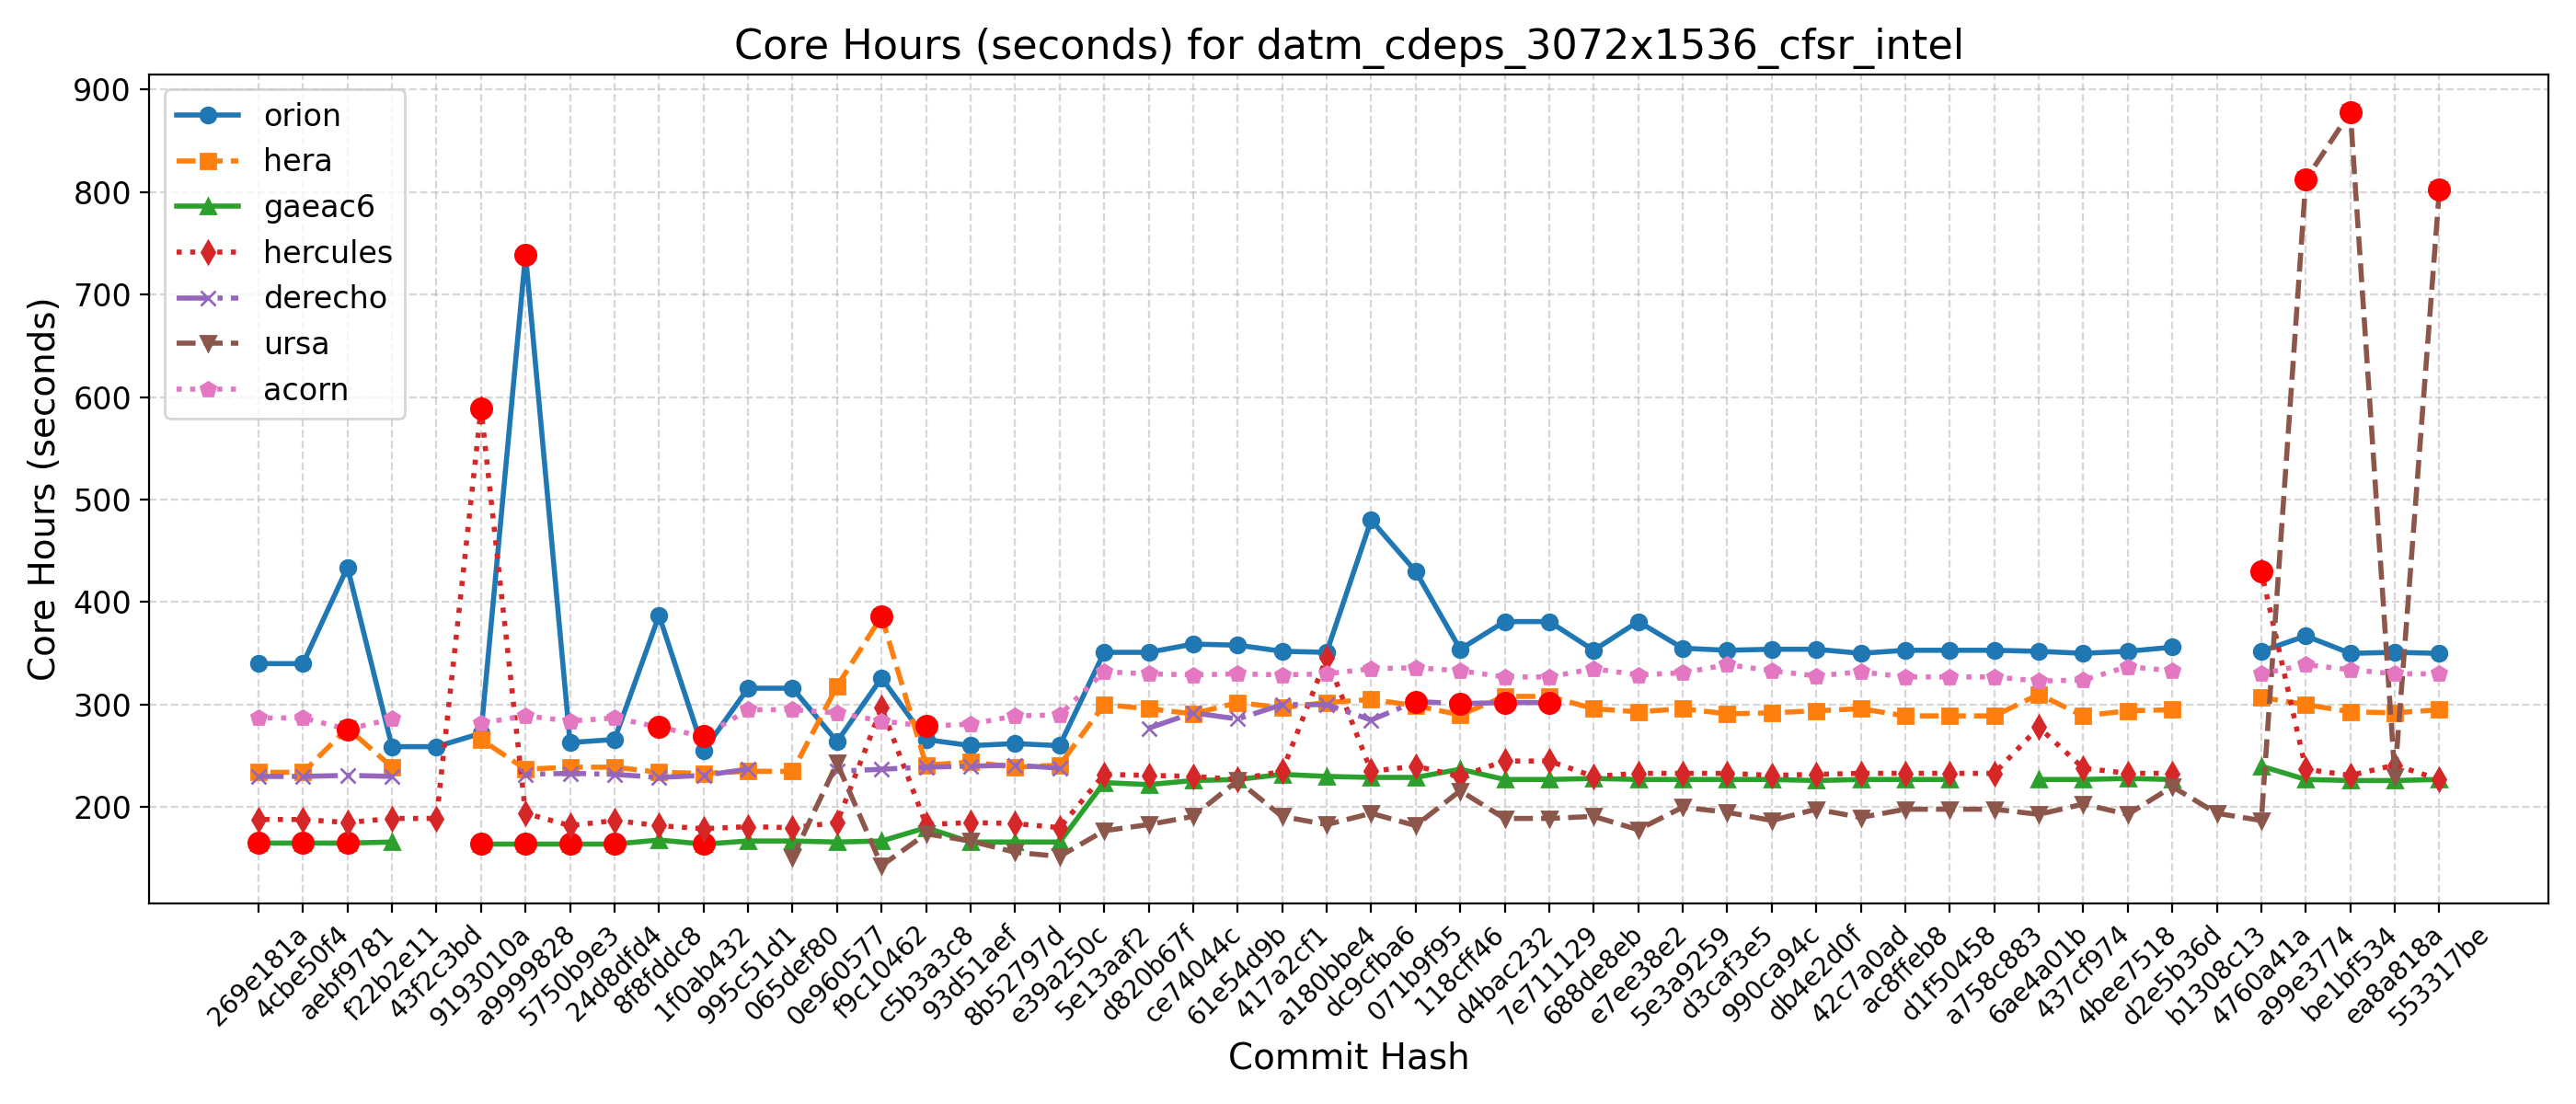 Core Hours (seconds) for datm_cdeps_3072x1536_cfsr_intel
Core Hours (seconds)
900
800
700
600
500
400
300
200
orion
hera
gaeac6
hercules
derecho
ursa
acorn
269e181a
4cbe50f4
aebf9781
f22b2e11
43f2c3bd
9193010a
a9999828
5750b9e3
24d8dfd4
8f8fddc8
1f0ab432
995c51d1
065def80
0e960577
f9c10462
c5b3a3c8
93d51aef
8b52797d
e39a250c
5e13aaf2
d820b67f
ce74044c
61e54d9b
417a2cf1
a180bbe4
dc9cfba6
071b9f95
118cff46
d4bac232
7e711129
688de8eb
e7ee38e2
5e3a9259
d3caf3e5
990ca94c
db4e2d0f
42c7a0ad
ac8ffeb8
d1f50458
a758c883
6ae4a01b
437cf974
4bee7518
d2e5b36d
b1308c13
4760a41a
a99e3774
be1bf534
ea8a818a
553317be
Commit Hash